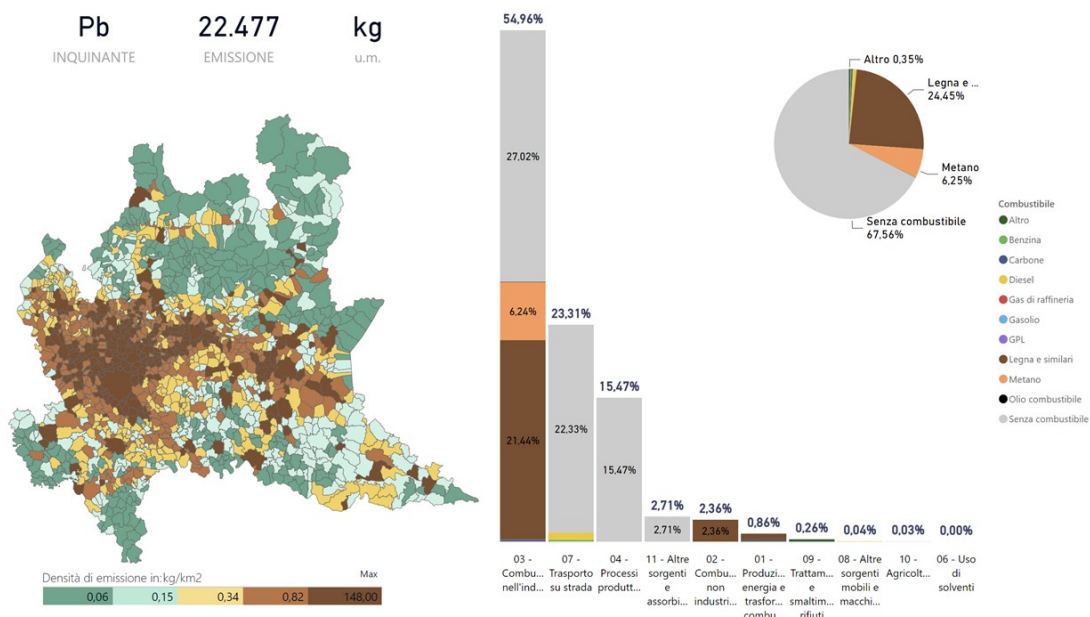 Pb
22.477
kg
INQUINANTE
EMISSIONE
u.m.
Densità di emissione in:kg/km2
Max
0,06
0,15
0,34
0,82
148,00
54,96%
27,02%
6,24%
21,44%
23,31%
22,33%
15,47%
15,47%
2,71%
2,71%
2,36%
2,36%
0,86%
0,26%
0,04%
0,03%
0,00%
03 -
Combu...
nell'ind...
07 -
Trasporto
su strada
04 -
Processi
produtt...
11 - Altre
sorgenti
e
assorbi...
02 -
Combu...
non
industri...
01 -
Produzi...
energia e
trasfor...
combu...
09 -
Trattam...
e
smaltim...
rifiuti
08 - Altre
sorgenti
mobili e
macchi...
10 -
Agricolt...
06 - Uso
di
solventi
Altro 0,35%
Legna e ...
24,45%
Metano
6,25%
Senza combustibile
67,56%
Combustibile
Altro
Benzina
Carbone
Diesel
Gas di raffineria
Gasolio
GPL
Legna e similari
Metano
Olio combustibile
Senza combustibile